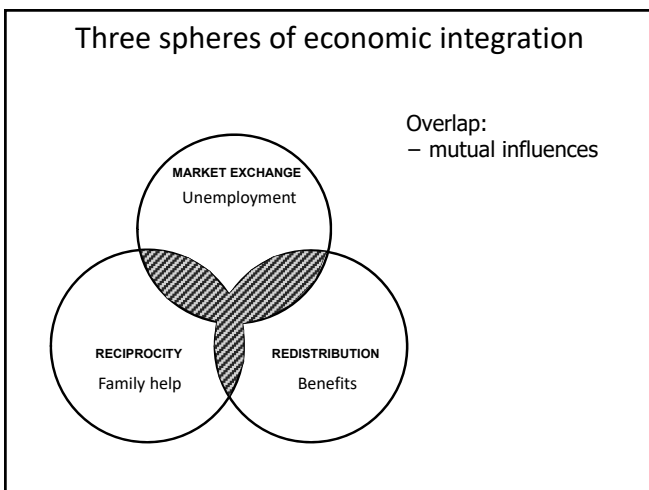 Three spheres of economic integration
Overlap:
– mutual influences
MARKET EXCHANGE
Unemployment
RECIPROCITY
Family help
REDISTRIBUTION
Benefits